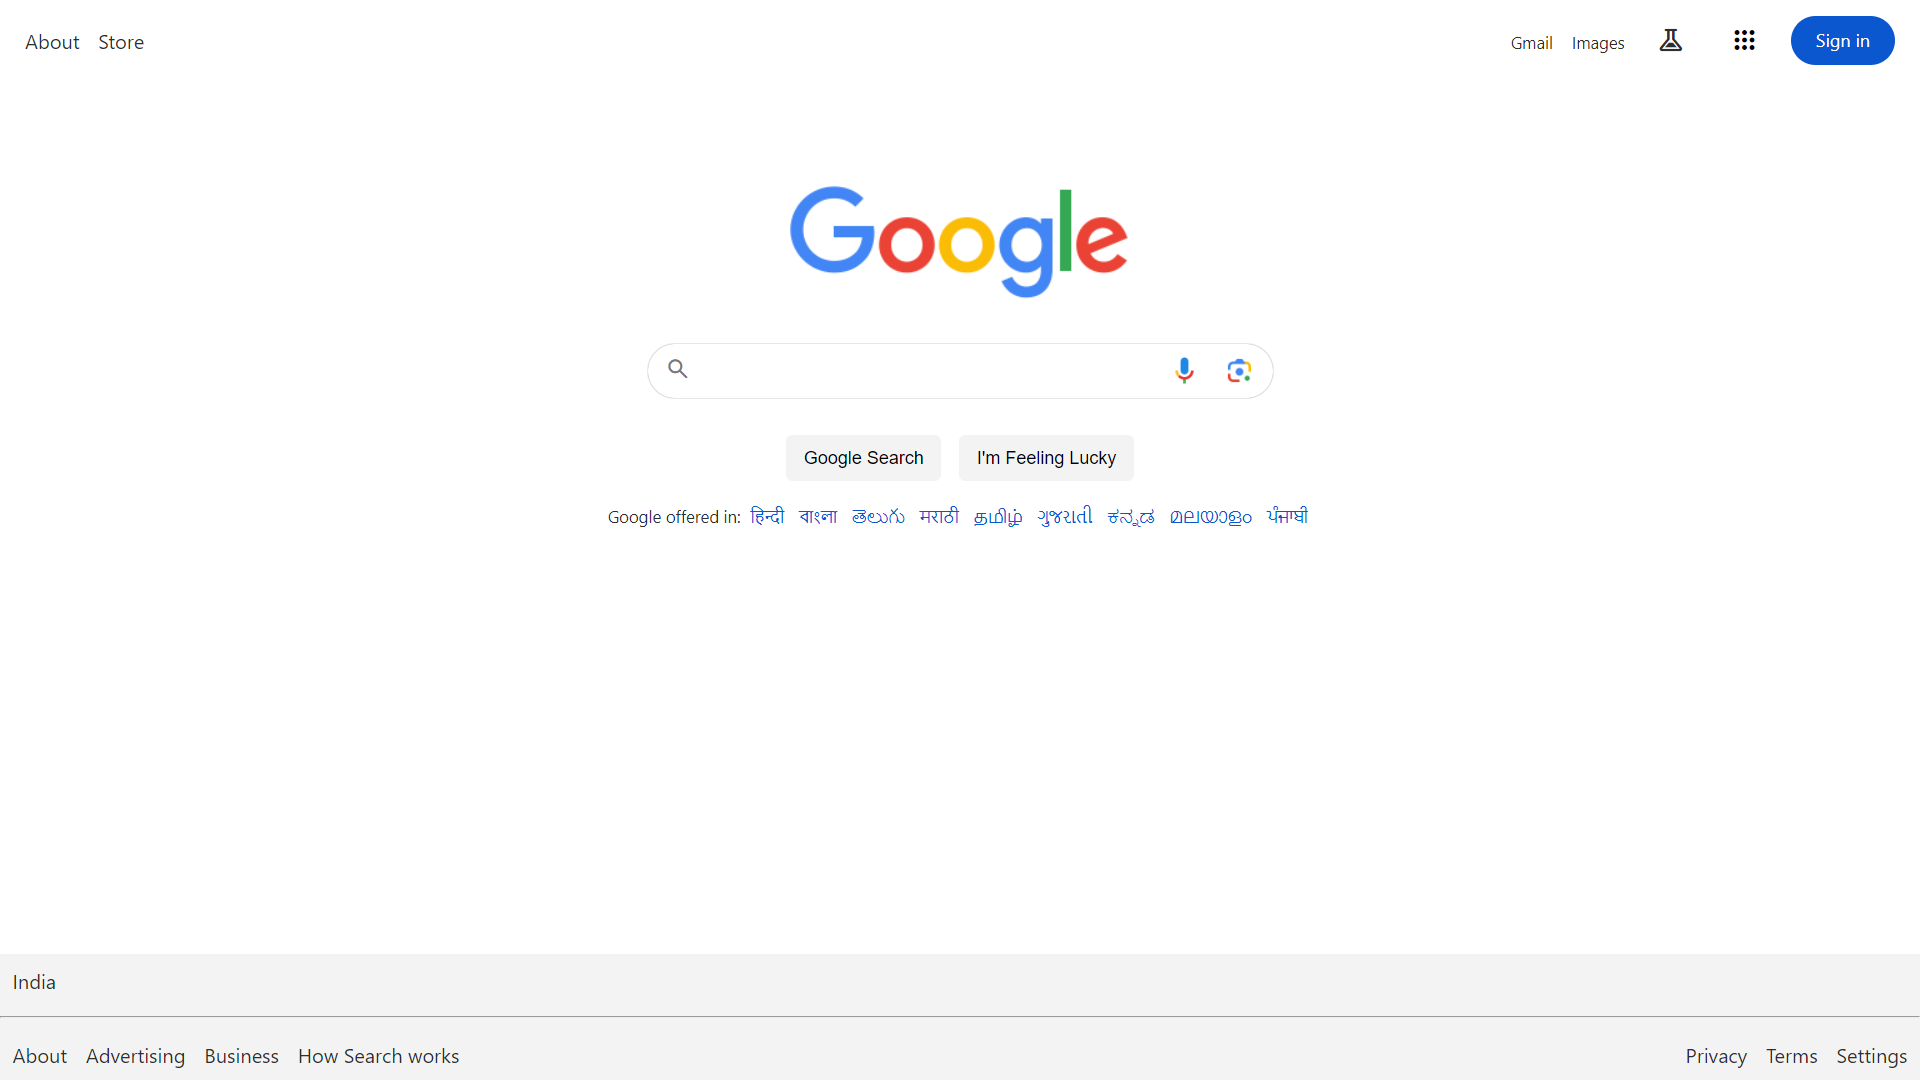 About Store Gmail Images Sign in
Google
Google Search I'm Feeling Lucky
Google offered in: हिन्दी বাংলা తెలుగు मराठी தமிழ் ગુજરાતી ಕನ್ನಡ മലയാളം ਪੰਜਾਬੀ
India
About Advertising Business How Search works Privacy Terms Settings